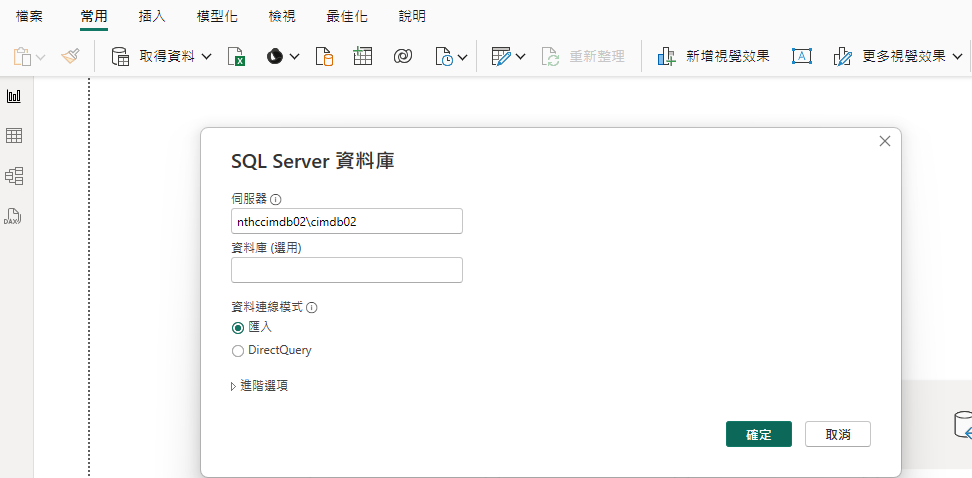 檔案 常用 插入 模型化 檢視 最佳化 說明
取得資料 重新整理 新增視覺效果 A 更多視覺效果
DAX
SQL Server 資料庫
伺服器
nthccimdb02\cimdb02
資料庫 (選用)
資料連線模式
匯入
DirectQuery
進階選項
確定 取消